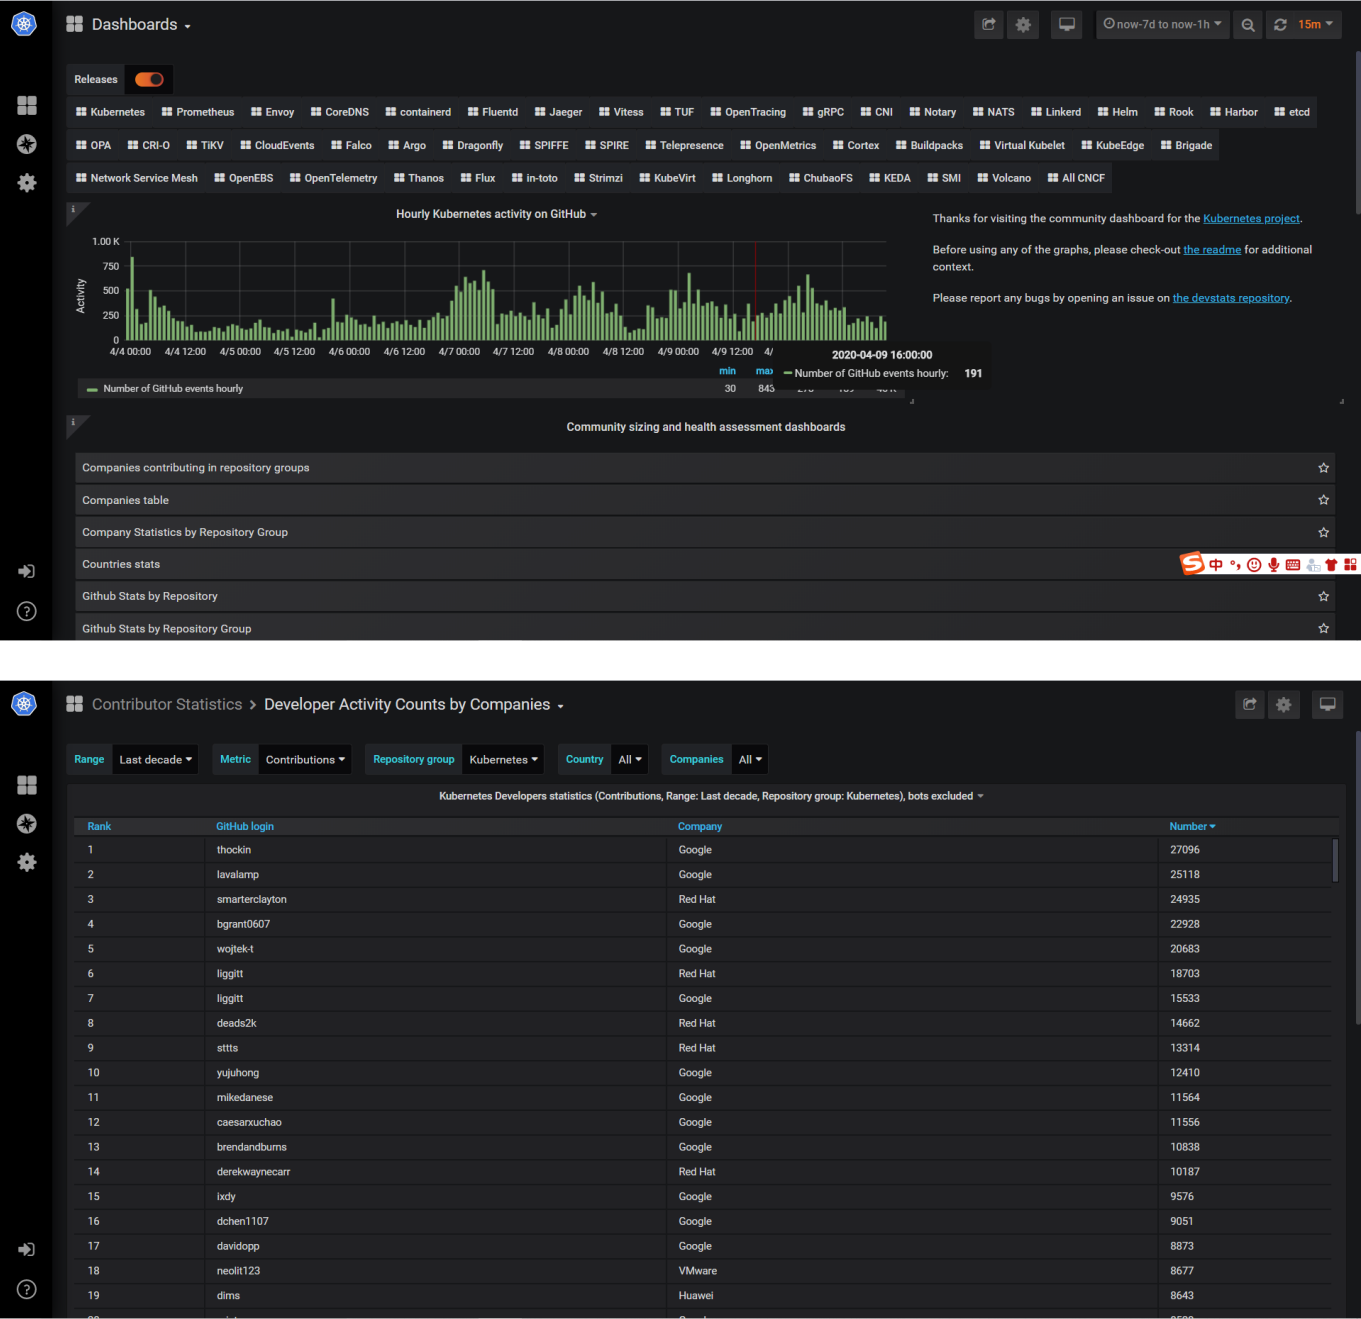 Dashboards
now-7d to now-1h
15m
Releases
Kubernetes Prometheus Envoy CoreDNS containerd Fluentd Jaeger Vitess TUF OpenTracing gRPC CNI Notary NATS Linkerd Helm Rook Harbor etcd
OPA CRI-O TiKV CloudEvents Falco Argo Dragonfly SPIFFE SPIRE Telepresence OpenMetrics Cortex Buildpacks Virtual Kubelet KubeEdge Brigade
Network Service Mesh OpenEBS OpenTelemetry Thanos Flux in-toto Strimzi KubeVirt Longhorn ChubaoFS KEDA SMI Volcano All CNCF
Hourly Kubernetes activity on GitHub
Activity
1.00 K
750
500
250
0
4/4 00:00 4/4 12:00 4/5 00:00 4/5 12:00 4/6 00:00 4/6 12:00 4/7 00:00 4/7 12:00 4/8 00:00 4/8 12:00 4/9 00:00 4/9 12:00 4/
2020-04-09 16:00:00
Number of GitHub events hourly: 191
min max
Number of GitHub events hourly 30 843
Thanks for visiting the community dashboard for the Kubernetes project.
Before using any of the graphs, please check-out the readme for additional
context.
Please report any bugs by opening an issue on the devstats repository.
Community sizing and health assessment dashboards
Companies contributing in repository groups
Companies table
Company Statistics by Repository Group
Countries stats
中
Github Stats by Repository
Github Stats by Repository Group
Contributor Statistics > Developer Activity Counts by Companies
Range Last decade Metric Contributions Repository group Kubernetes Country All Companies All
Kubernetes Developers statistics (Contributions, Range: Last decade, Repository group: Kubernetes), bots excluded
Rank GitHub login Company Number
1 thockin Google 27096
2 lavalamp Google 25118
3 smarterclayton Red Hat 24935
4 bgrant0607 Google 22928
5 wojtek-t Google 20683
6 liggitt Red Hat 18703
7 liggitt Google 15533
8 deads2k Red Hat 14662
9 sttts Red Hat 13314
10 yujuhong Google 12410
11 mikedanese Google 11564
12 caesarxuchao Google 11556
13 brendandburns Google 10838
14 derekwaynecarr Red Hat 10187
15 ixdy Google 9576
16 dchen1107 Google 9051
17 davidopp Google 8873
18 neolit123 VMware 8677
19 dims Huawei 8643